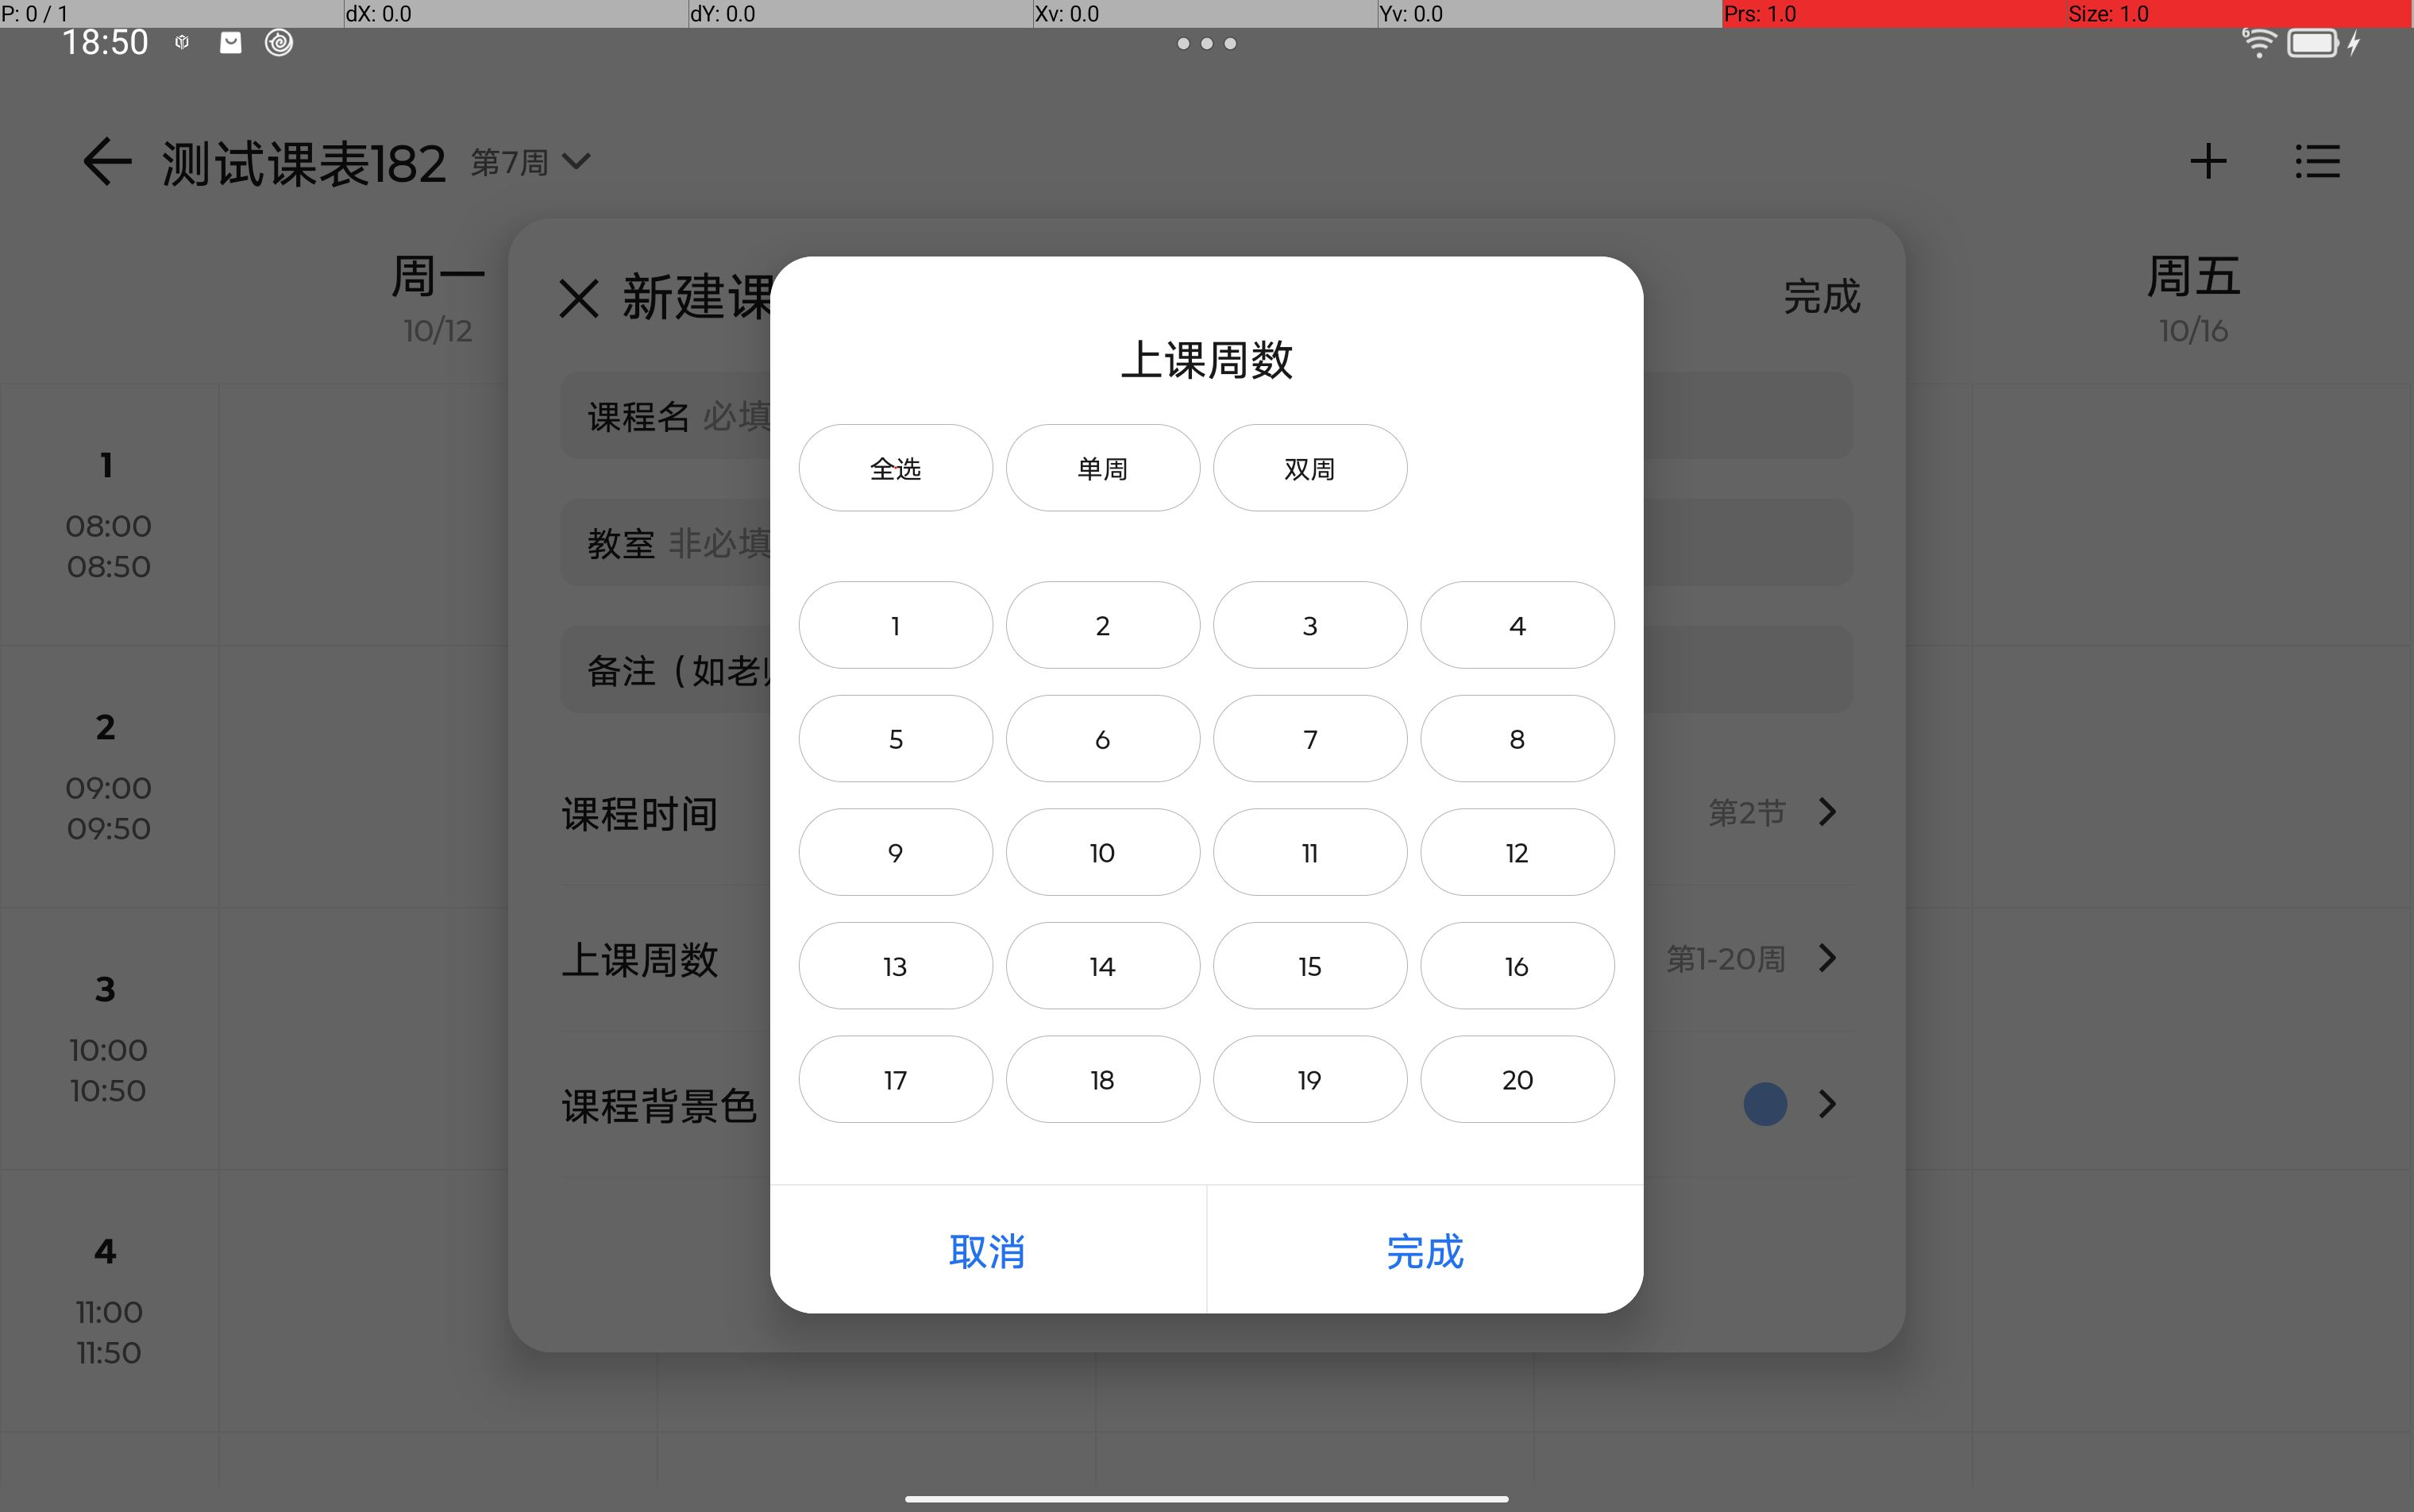 P: 0 / 1 dX: 0.0 dY: 0.0 Xv: 0.0 Yv: 0.0 Prs: 1.0 Size: 1.0
18:50 6
测试课表182 第7周
周一 周五
10/12 10/16
新建课 完成
上课周数
课程名 必填
全选 单周 双周
教室 非必填
1 2 3 4
备注（如老
5 6 7 8
课程时间 第2节
9 10 11 12
上课周数 第1-20周
13 14 15 16
17 18 19 20
课程背景色
取消 完成
1
08:00
08:50
2
09:00
09:50
3
10:00
10:50
4
11:00
11:50